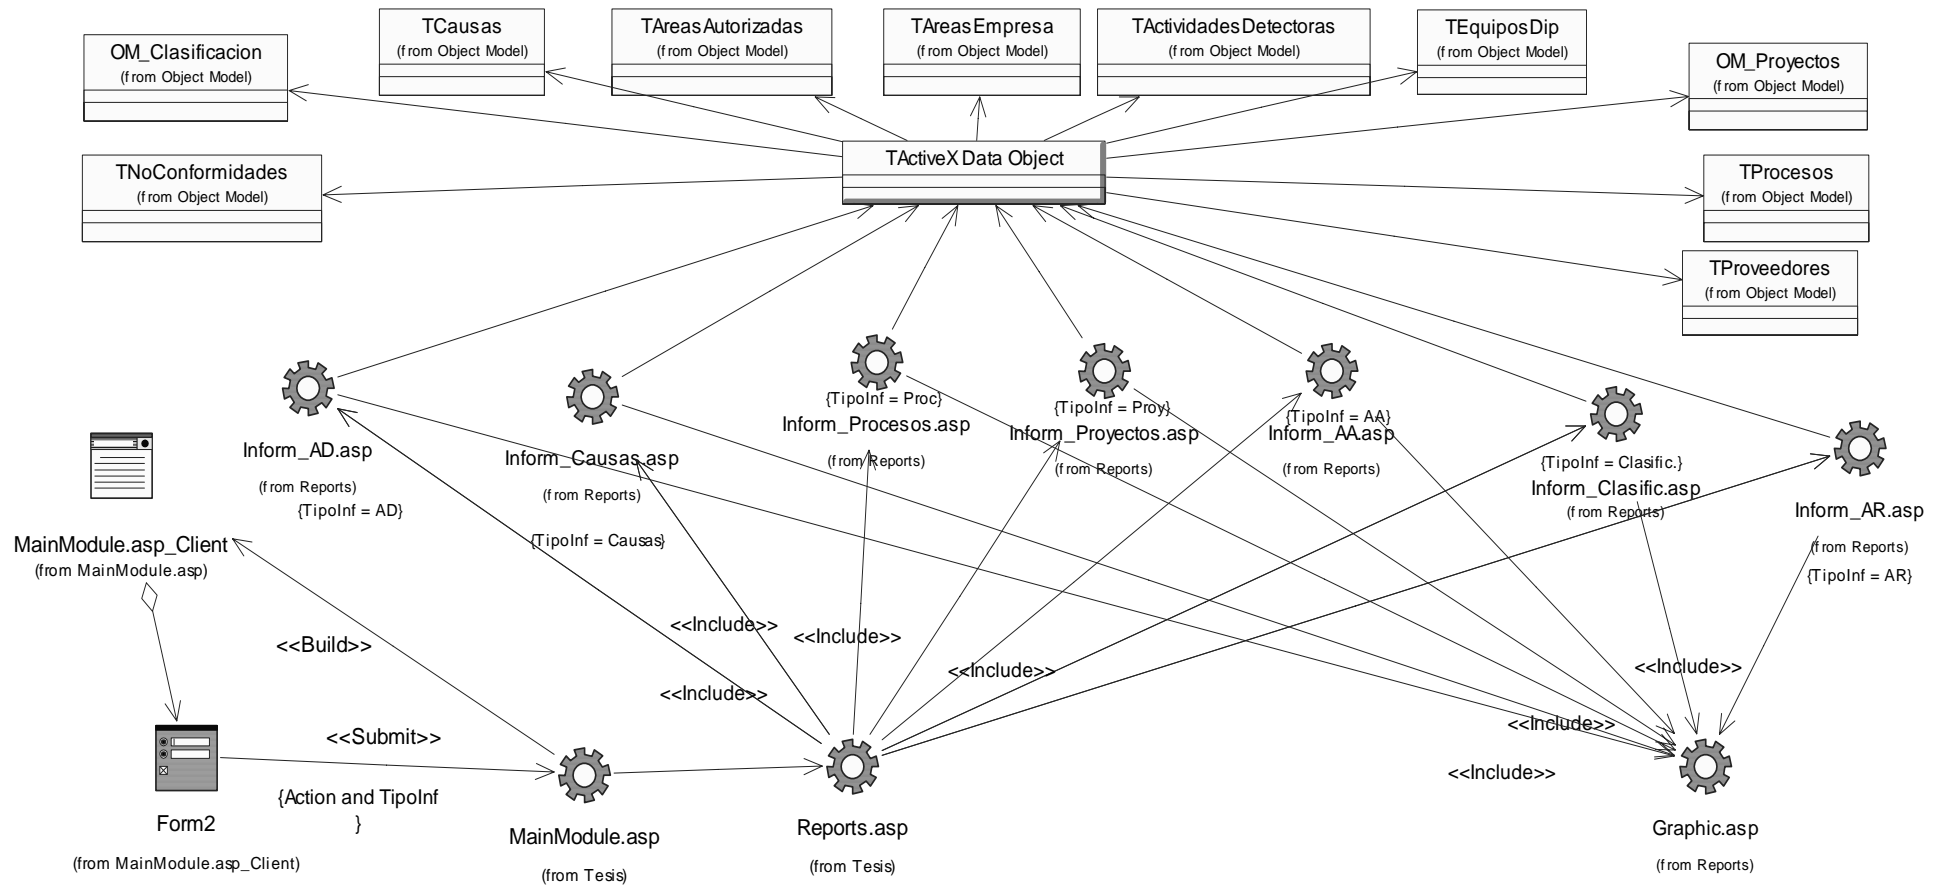 TCausas
(from Object Model)
TAreasAutorizadas
(from Object Model)
TAreasEmpresa
(from Object Model)
TActividadesDetectoras
(from Object Model)
TEquiposDip
(from Object Model)
OM_Clasificacion
(from Object Model)
OM_Proyectos
(from Object Model)
TNoConformidades
(from Object Model)
TActiveX Data Object
TProcesos
(from Object Model)
TProveedores
(from Object Model)
Inform_AD.asp
(from Reports)
{TipoInf = AD}
Inform_Causas.asp
(from Reports)
{TipoInf = Causas}
{TipoInf = Proc}
Inform_Procesos.asp
(from Reports)
{TipoInf = Proy}
Inform_Proyectos.asp
(from Reports)
{TipoInf = AA}
Inform_AA.asp
(from Reports)
{TipoInf = Clasific.}
Inform_Clasific.asp
(from Reports)
Inform_AR.asp
(from Reports)
{TipoInf = AR}
MainModule.asp_Client
(from MainModule.asp)
<<Build>>
<<Include>>
<<Include>>
<<Include>>
<<Include>>
<<Include>>
<<Include>>
<<Include>>
<<Submit>>
{Action and TipoInf
}
Form2
(from MainModule.asp_Client)
MainModule.asp
(from Tesis)
Reports.asp
(from Tesis)
Graphic.asp
(from Reports)